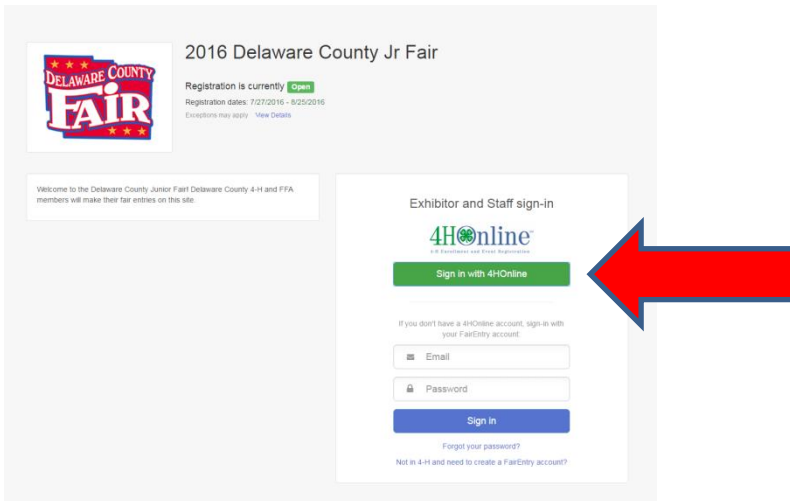 DELAWARE COUNTY
FAIR
2016 Delaware County Jr Fair
Registration is currently Open
Registration dates: 7/27/2016 - 8/25/2016
Exceptions may apply. View Details
Welcome to the Delaware County Junior Fair! Delaware County 4-H and FFA
members will make their fair entries on this site.
Exhibitor and Staff sign-in
4HOnline
4-H Enrollment and Event Registration
Sign in with 4HOnline
If you don't have a 4HOnline account, sign-in with
your FairEntry account.
Email
Password
Sign In
Forgot your password?
Not in 4-H and need to create a FairEntry account?